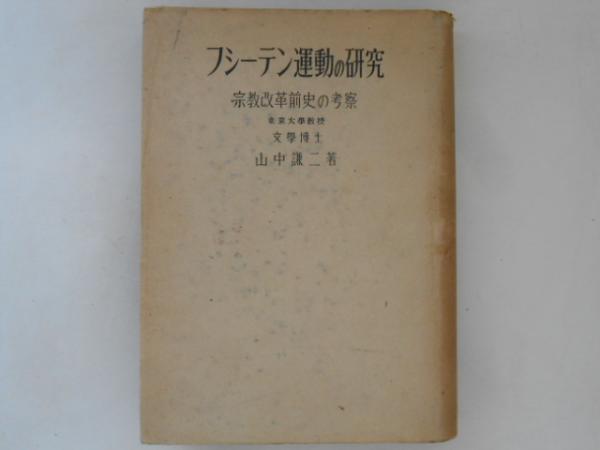 フシーテン運動の研究
宗教改革前史の考察
東京大學教授
文學博士
山中謙二著